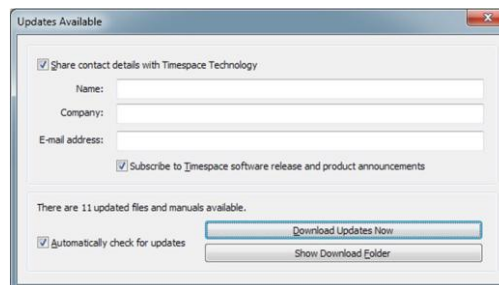 Updates Available
Share contact details with Timespace Technology
Name:
Company:
E-mail address:
Subscribe to Timespace software release and product announcements
There are 11 updated files and manuals available.
Automatically check for updates
Download Updates Now
Show Download Folder